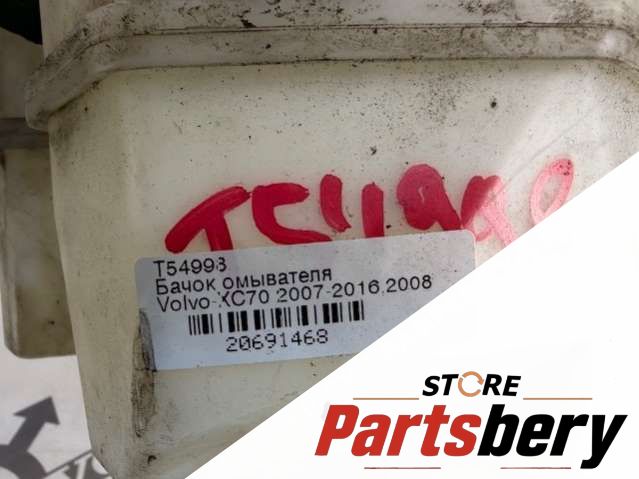 T54998
T54998
Бачок омывателя
Volvo-XC70 2007-2016,2008
20691468
STORE
Partsbery